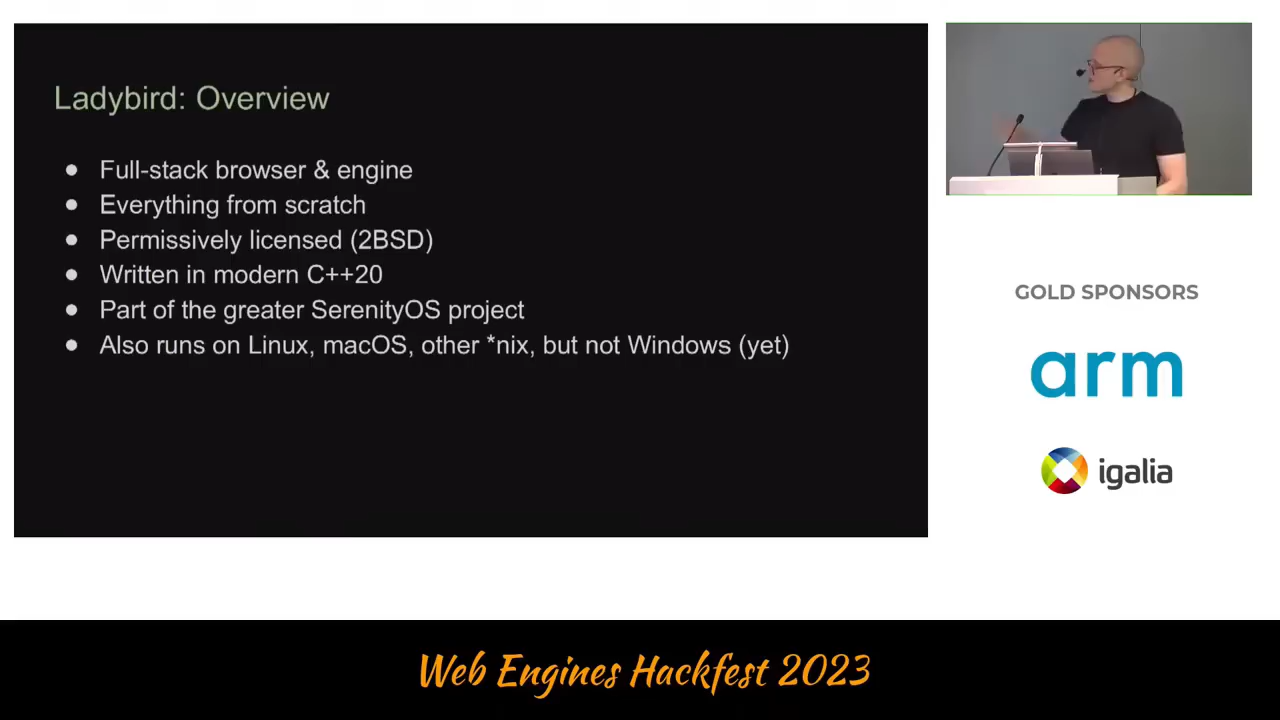 Ladybird: Overview
● Full-stack browser & engine
● Everything from scratch
● Permissively licensed (2BSD)
● Written in modern C++20
● Part of the greater SerenityOS project
● Also runs on Linux, macOS, other *nix, but not Windows (yet)
GOLD SPONSORS
arm
igalia
Web Engines Hackfest 2023